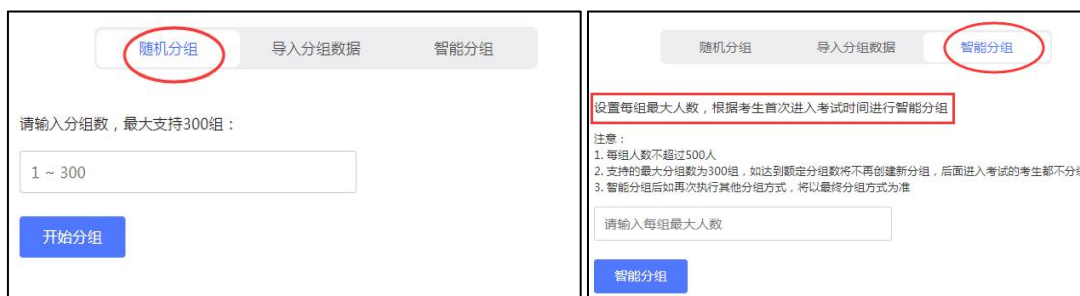 随机分组 导入分组数据 智能分组
请输入分组数，最大支持300组：
1 ~ 300
开始分组
随机分组 导入分组数据 智能分组
设置每组最大人数，根据考生首次进入考试时间进行智能分组
注意：
1. 每组人数不超过500人
2. 支持的最大分组数为300组，如达到额定分组数将不再创建新分组，后面进入考试的考生都不分组
3. 智能分组后如再次执行其他分组方式，将以最终分组方式为准
请输入每组最大人数
智能分组